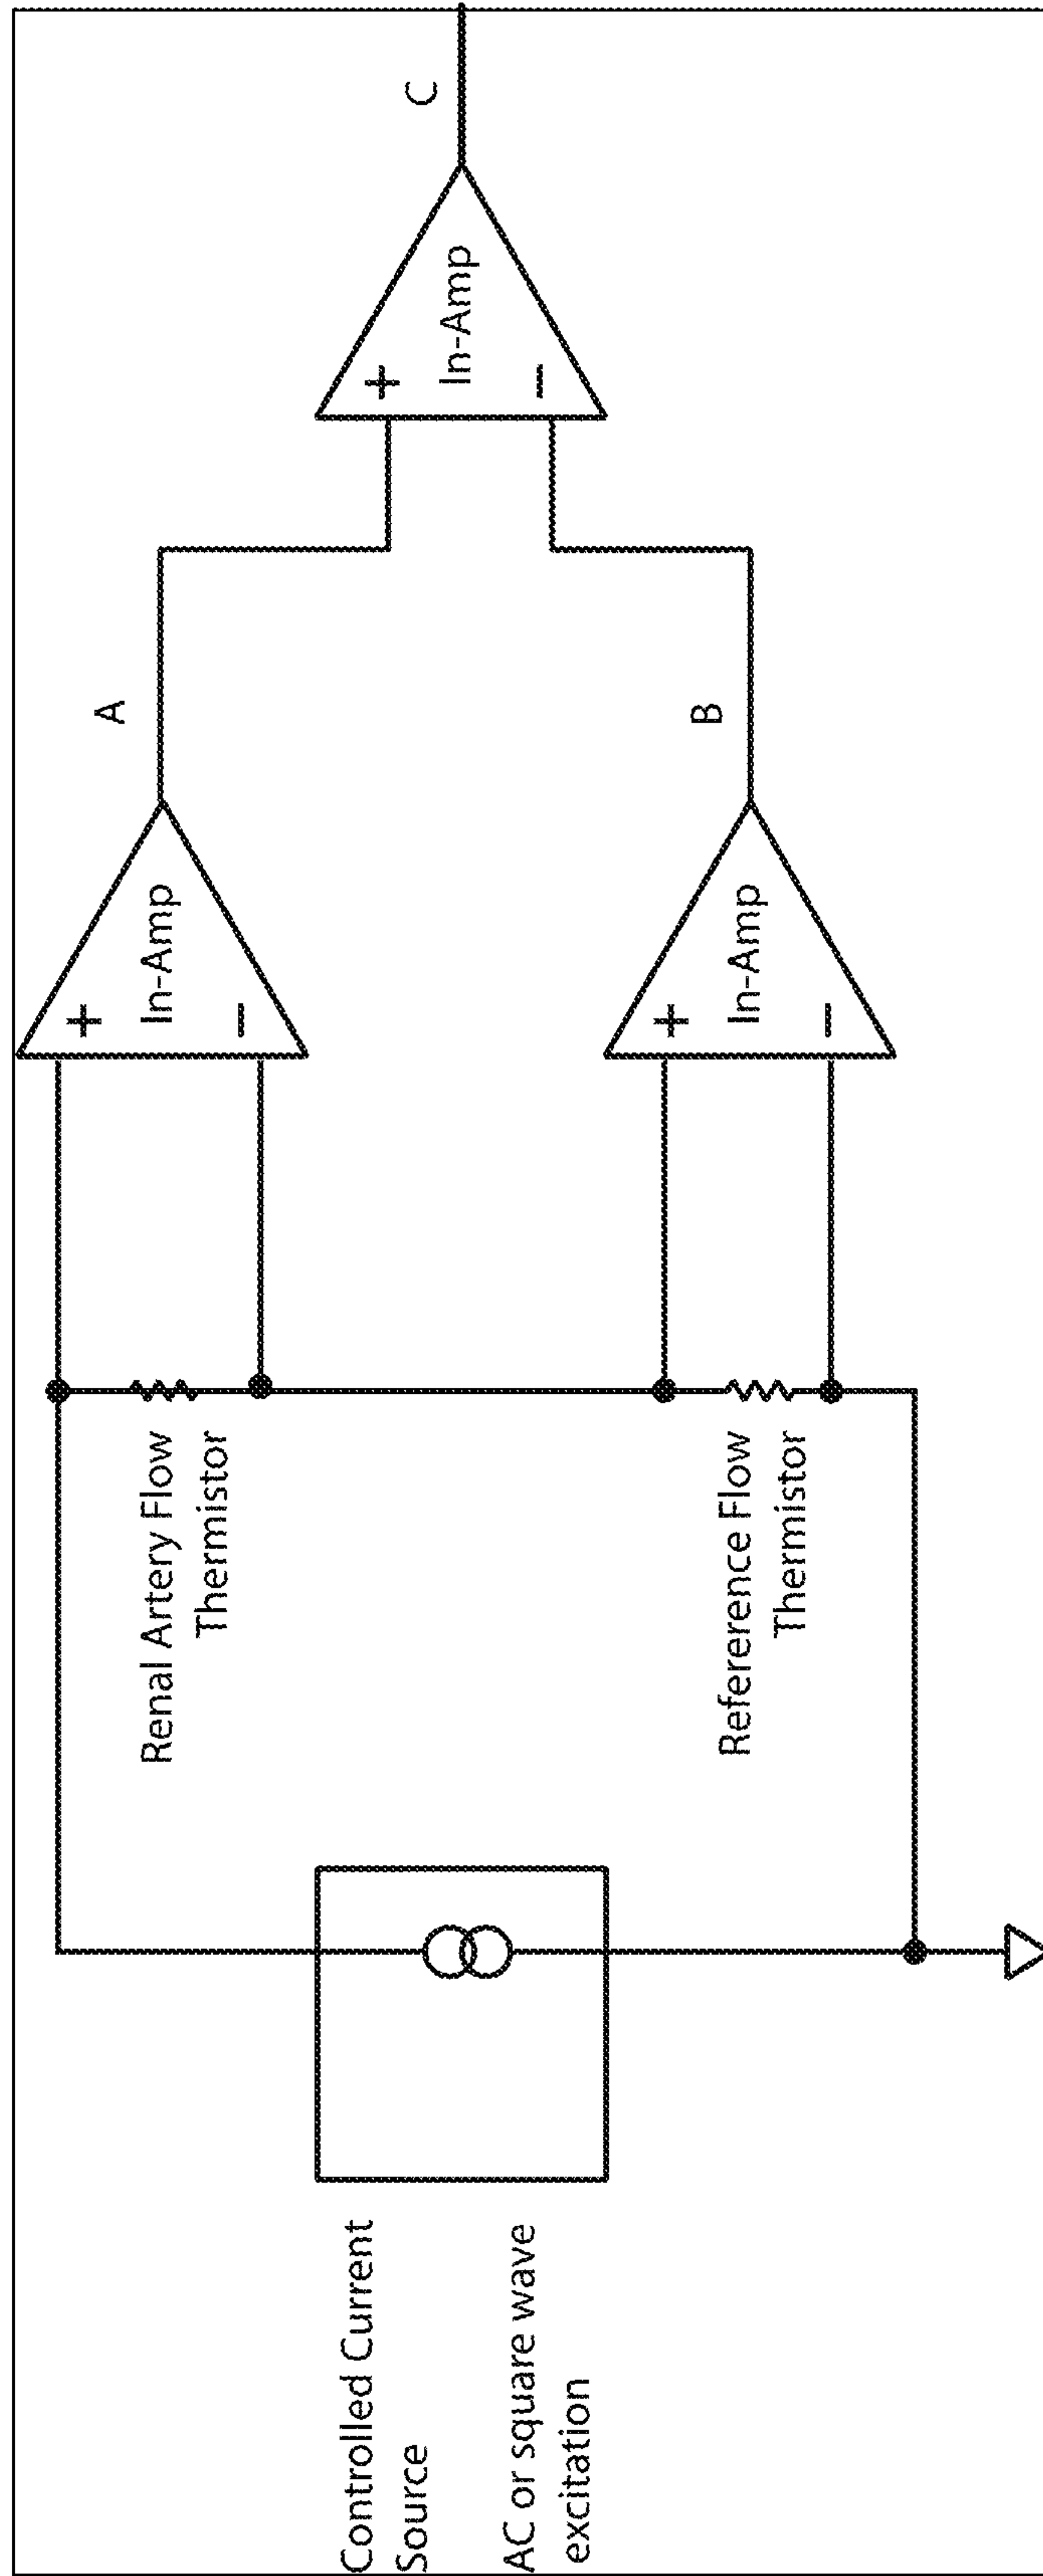 Controlled Current
Source
AC or square wave
excitation
Renal Artery Flow
Thermistor
Reference Flow
Thermistor
+
In-Amp
−
A
+
In-Amp
−
B
+
In-Amp
−
C